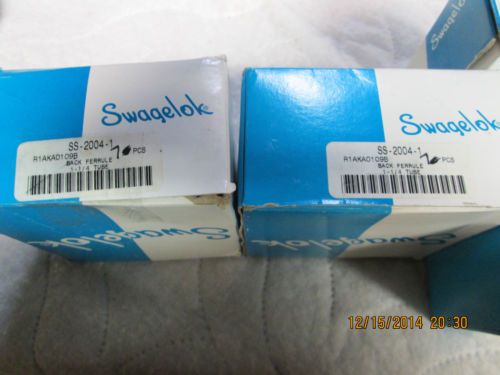 Swagelok
SS-2004-1
R1AKA0109B PCS
BACK FERRULE
1-1/4 TUBE
Swagelok
Swagelok
SS-2004-1
R1AKA0109B PCS
BACK FERRULE
1-1/4 TUBE
Swagelok
12/15/2014 20:30